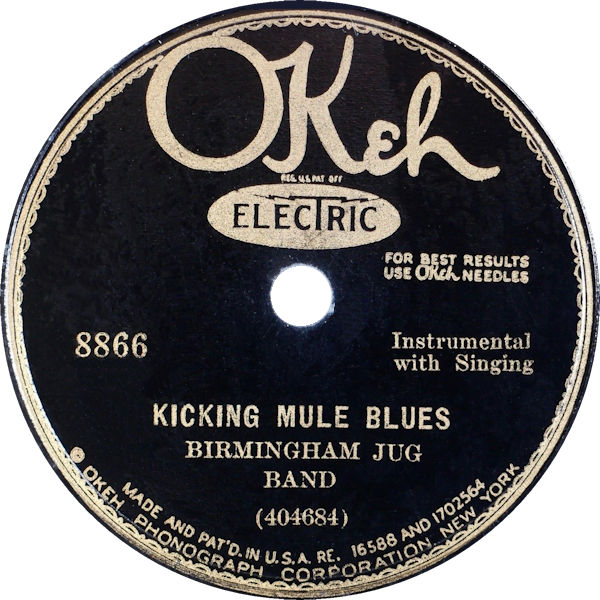 OKeh
REG. U.S. PAT. OFF.
ELECTRIC
FOR BEST RESULTS
USE OKeh NEEDLES
8866
Instrumental
with Singing
KICKING MULE BLUES
BIRMINGHAM JUG
BAND
(404684)
MADE AND PAT'D. IN U.S.A. RE. 16588 AND 1702564
OKEH PHONOGRAPH CORPORATION NEW YORK